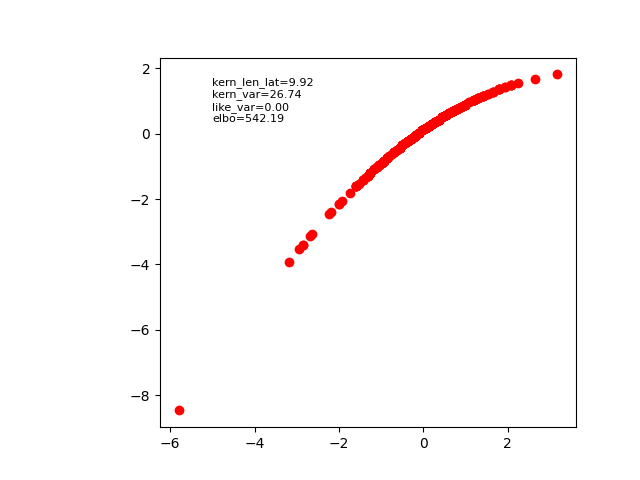 2
0
−2
−4
−6
−8
kern_len_lat=9.92
kern_var=26.74
like_var=0.00
elbo=542.19
−6 −4 −2 0 2